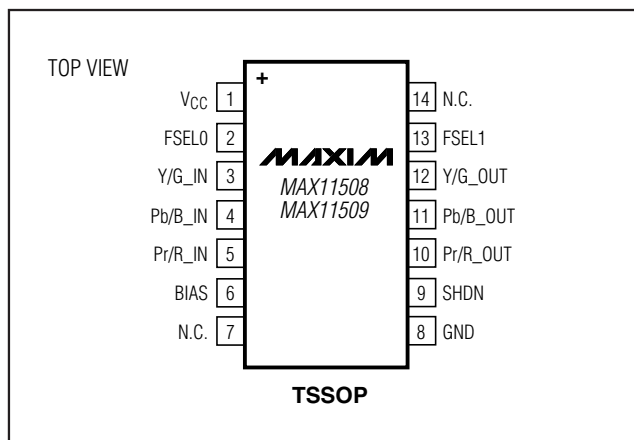 TOP VIEW
+
VCC 1
14 N.C.
FSEL0 2
13 FSEL1
MAXIM
Y/G_IN 3
12 Y/G_OUT
MAX11508
Pb/B_IN 4
11 Pb/B_OUT
MAX11509
Pr/R_IN 5
10 Pr/R_OUT
BIAS 6
9 SHDN
N.C. 7
8 GND
TSSOP